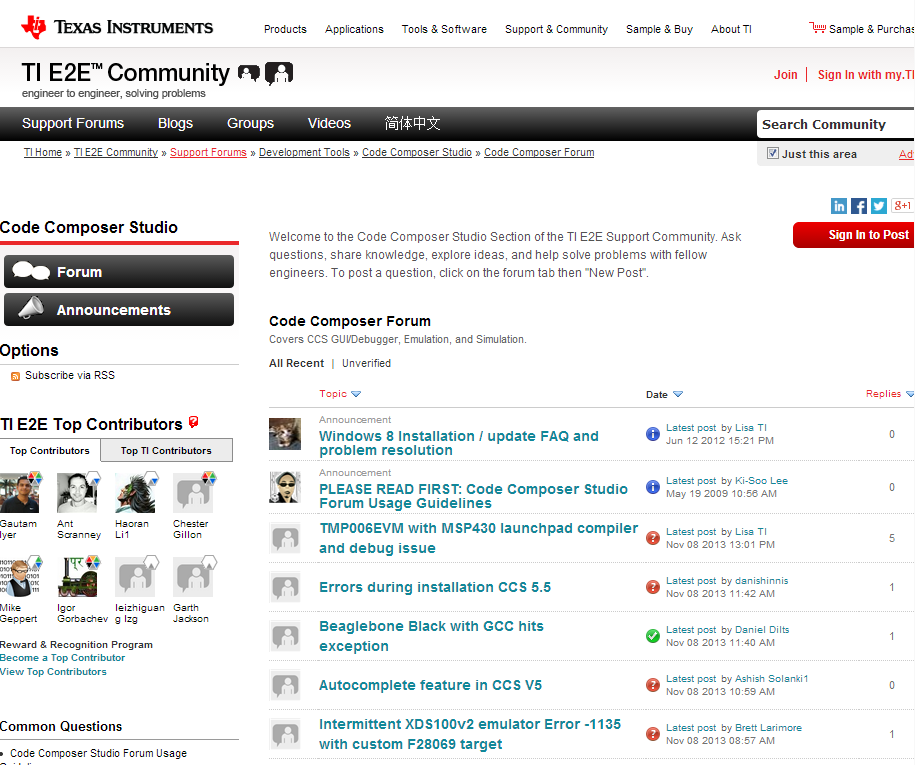 TEXAS INSTRUMENTS
Products Applications Tools & Software Support & Community Sample & Buy About TI Sample & Purchas
TI E2E™ Community
engineer to engineer, solving problems
Join | Sign In with my.TI
Support Forums Blogs Groups Videos 简体中文
Search Community
TI Home » TI E2E Community » Support Forums » Development Tools » Code Composer Studio » Code Composer Forum
Just this area Ad
in f g+1
Sign In to Post
Code Composer Studio
Forum
Announcements
Options
Subscribe via RSS
TI E2E Top Contributors ?
Top Contributors Top TI Contributors
Gautam Ant Haoran Chester
Iyer Scranney Li1 Gillon
Mike Igor leizhiguan Garth
Geppert Gorbachev g lzg Jackson
Reward & Recognition Program
Become a Top Contributor
View Top Contributors
Common Questions
Code Composer Studio Forum Usage
Welcome to the Code Composer Studio Section of the TI E2E Support Community. Ask
questions, share knowledge, explore ideas, and help solve problems with fellow
engineers. To post a question, click on the forum tab then "New Post".
Code Composer Forum
Covers CCS GUI/Debugger, Emulation, and Simulation.
All Recent | Unverified
Topic Date Replies
Announcement
Windows 8 Installation / update FAQ and
problem resolution
Latest post by Lisa TI
Jun 12 2012 15:21 PM
0
Announcement
PLEASE READ FIRST: Code Composer Studio
Forum Usage Guidelines
Latest post by Ki-Soo Lee
May 19 2009 10:56 AM
0
TMP006EVM with MSP430 launchpad compiler
and debug issue
Latest post by Lisa TI
Nov 08 2013 13:01 PM
5
Errors during installation CCS 5.5
Latest post by danishinnis
Nov 08 2013 11:42 AM
1
Beaglebone Black with GCC hits
exception
Latest post by Daniel Dilts
Nov 08 2013 11:40 AM
1
Autocomplete feature in CCS V5
Latest post by Ashish Solanki1
Nov 08 2013 10:59 AM
0
Intermittent XDS100v2 emulator Error -1135
with custom F28069 target
Latest post by Brett Larimore
Nov 08 2013 08:57 AM
1